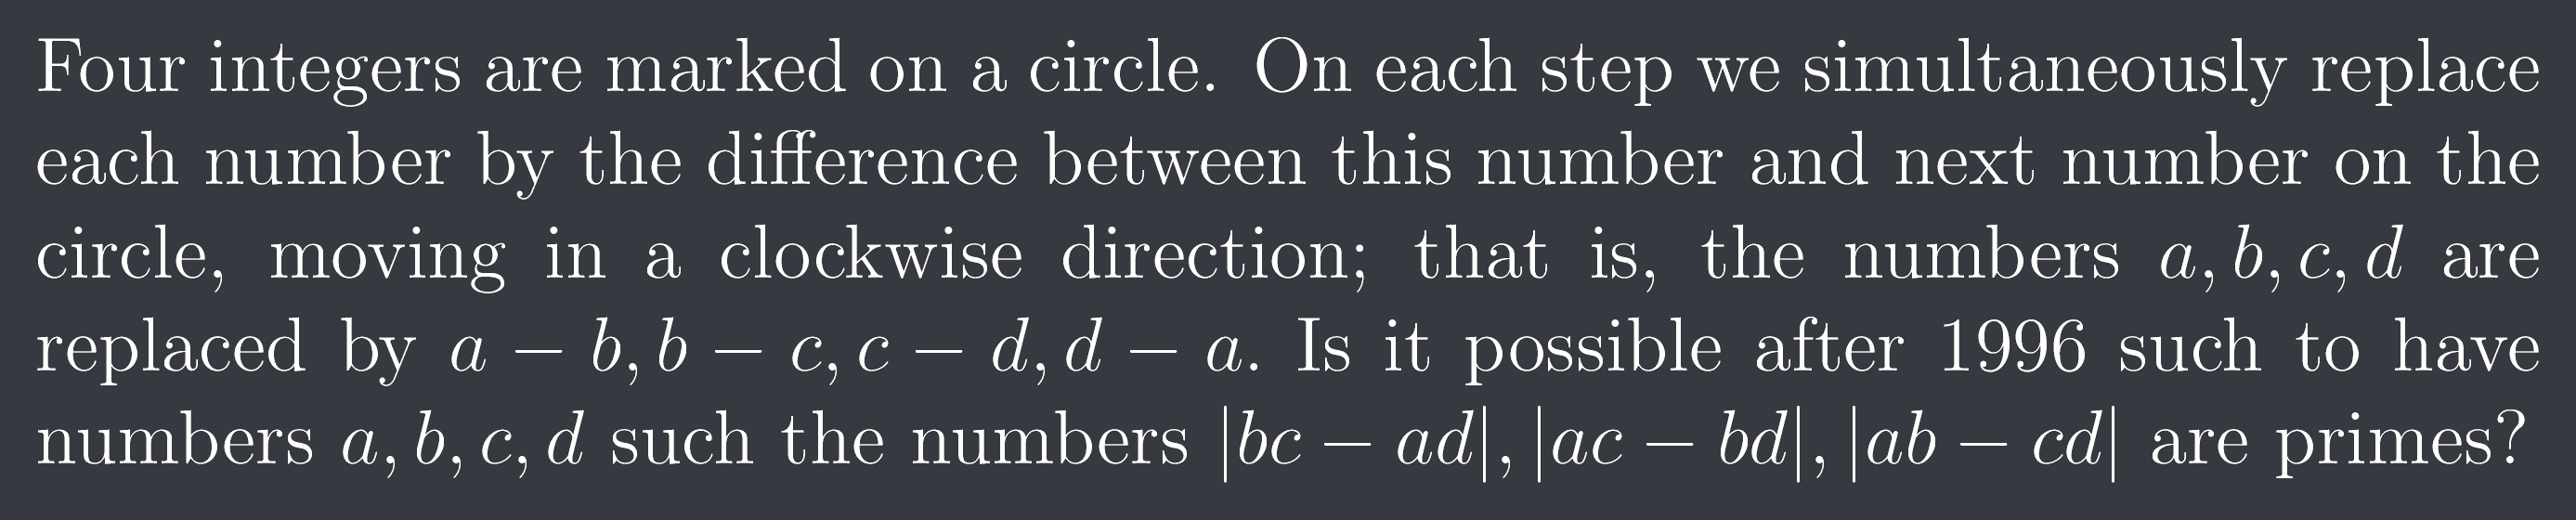 Four integers are marked on a circle. On each step we simultaneously replace
each number by the difference between this number and next number on the
circle, moving in a clockwise direction; that is, the numbers a, b, c, d are
replaced by a − b, b − c, c − d, d − a. Is it possible after 1996 such to have
numbers a, b, c, d such the numbers |bc − ad|, |ac − bd|, |ab − cd| are primes?